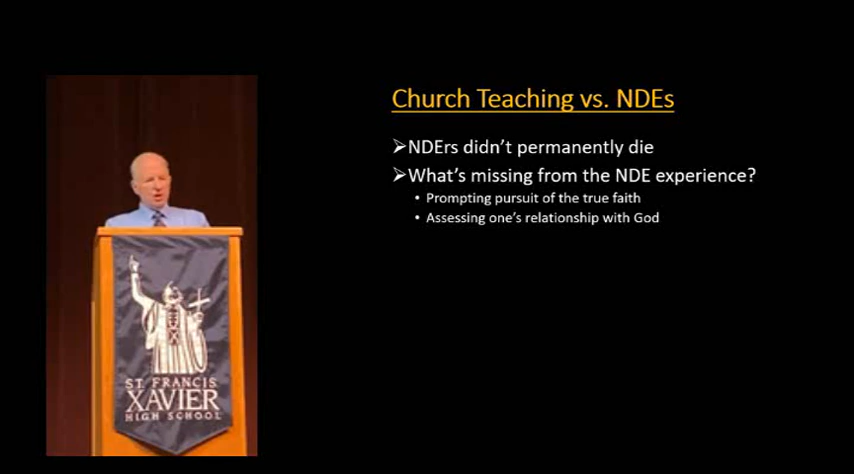 Church Teaching vs. NDEs
➢NDErs didn't permanently die
➢What's missing from the NDE experience?
• Prompting pursuit of the true faith
• Assessing one's relationship with God
ST. FRANCIS
XAVIER
HIGH SCHOOL